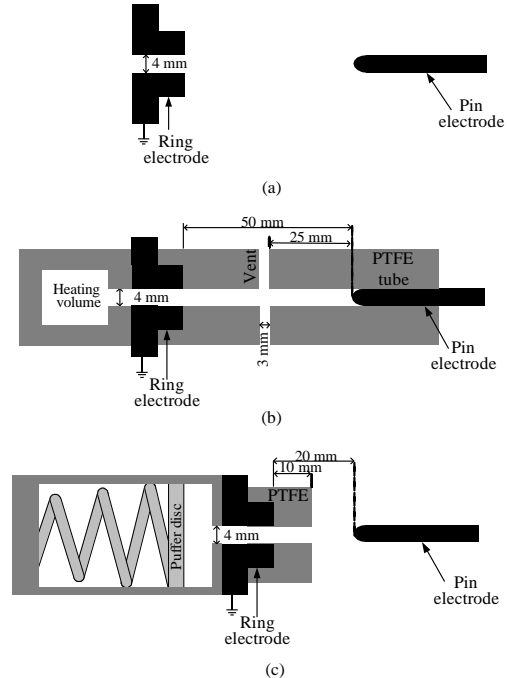 4 mm
Ring
electrode
Pin
electrode
(a)
50 mm
25 mm
Vent
PTFE
tube
Heating
volume
4 mm
3 mm
Ring
electrode
Pin
electrode
(b)
20 mm
10 mm
PTFE
Puffer disc
4 mm
Ring
electrode
Pin
electrode
(c)